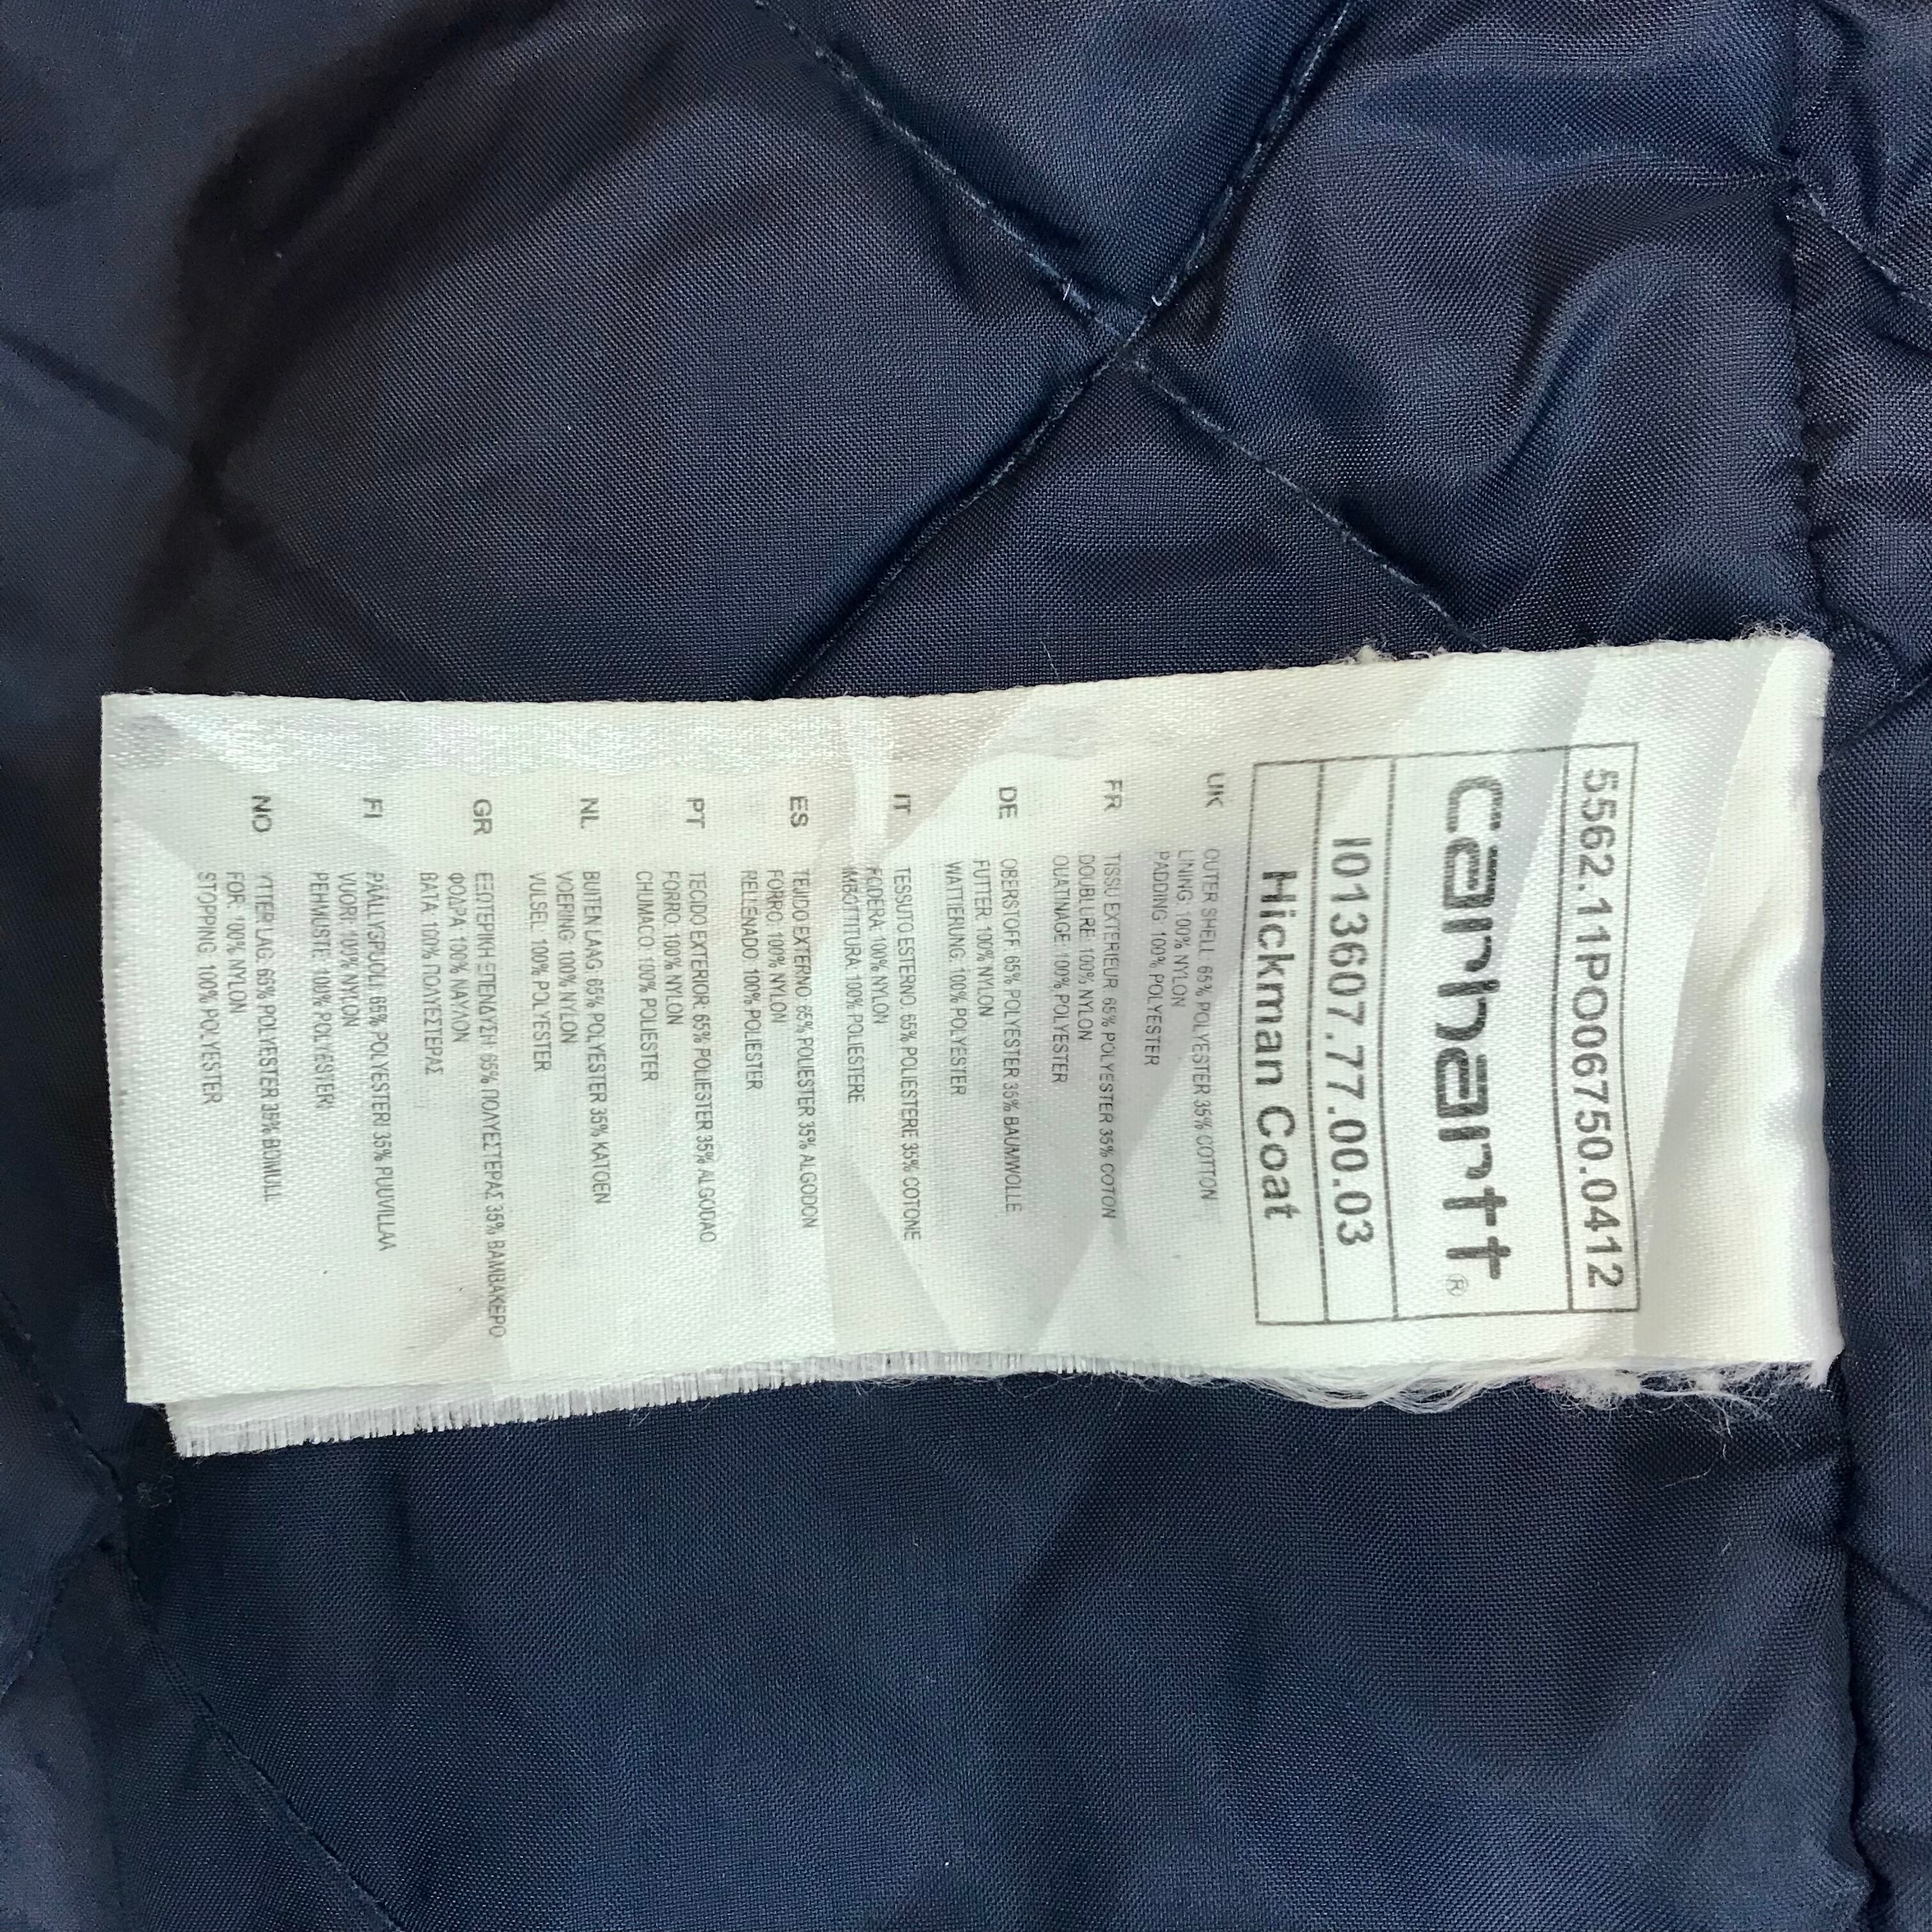 5562.11PO06750.0412
carhartt®
I013607.77.00.03
Hickman Coat
UK OUTER SHELL: 65% POLYESTER 35% COTTON
LINING: 100% NYLON
PADDING: 100% POLYESTER
FR TISSU EXTERIEUR: 65% POLYESTER 35% COTON
DOUBLURE: 100% NYLON
OUATINAGE: 100% POLYESTER
DE OBERSTOFF: 65% POLYESTER 35% BAUMWOLLE
FUTTER: 100% NYLON
WATTIERUNG: 100% POLYESTER
IT TESSUTO ESTERNO: 65% POLIESTERE 35% COTONE
FODERA: 100% NYLON
IMBOTTITURA: 100% POLIESTERE
ES TEJIDO EXTERNO: 65% POLIESTER 35% ALGODON
FORRO: 100% NYLON
RELLENADO: 100% POLIESTER
PT TECIDO EXTERIOR: 65% POLIESTER 35% ALGODAO
FORRO: 100% NYLON
CHUMACO: 100% POLIESTER
NL BUITEN LAAG: 65% POLYESTER 35% KATOEN
VOERING: 100% NYLON
VULSEL: 100% POLYESTER
GR ΕΞΩΤΕΡΙΚΗ ΕΠΕΝΔΥΣΗ: 65% ΠΟΛΥΕΣΤΕΡΑΣ 35% ΒΑΜΒΑΚΕΡΟ
ΦΟΔΡΑ: 100% ΝΑΥΛΟΝ
ΒΑΤΑ: 100% ΠΟΛΥΕΣΤΕΡΑΣ
FI PÄÄLLYSPUOLI: 65% POLYESTERI 35% PUUVILLAA
VUORI: 100% NYLON
PEHMUSTE: 100% POLYESTERI
NO YTTER LAG: 65% POLYESTER 35% BOMULL
FOR: 100% NYLON
STOPPING: 100% POLYESTER